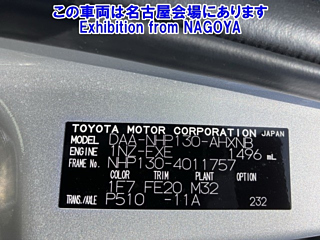 この車両は名古屋会場にあります
Exhibition from NAGOYA
TOYOTA MOTOR CORPORATION JAPAN
MODEL DAA-NHP130-AHXNB
ENGINE 1NZ-FXE 1496 mL
FRAME No. NHP130-4011757
COLOR TRIM PLANT OPTION
1F7 FE20 M32
TRANS./AXLE P510 -11A 232